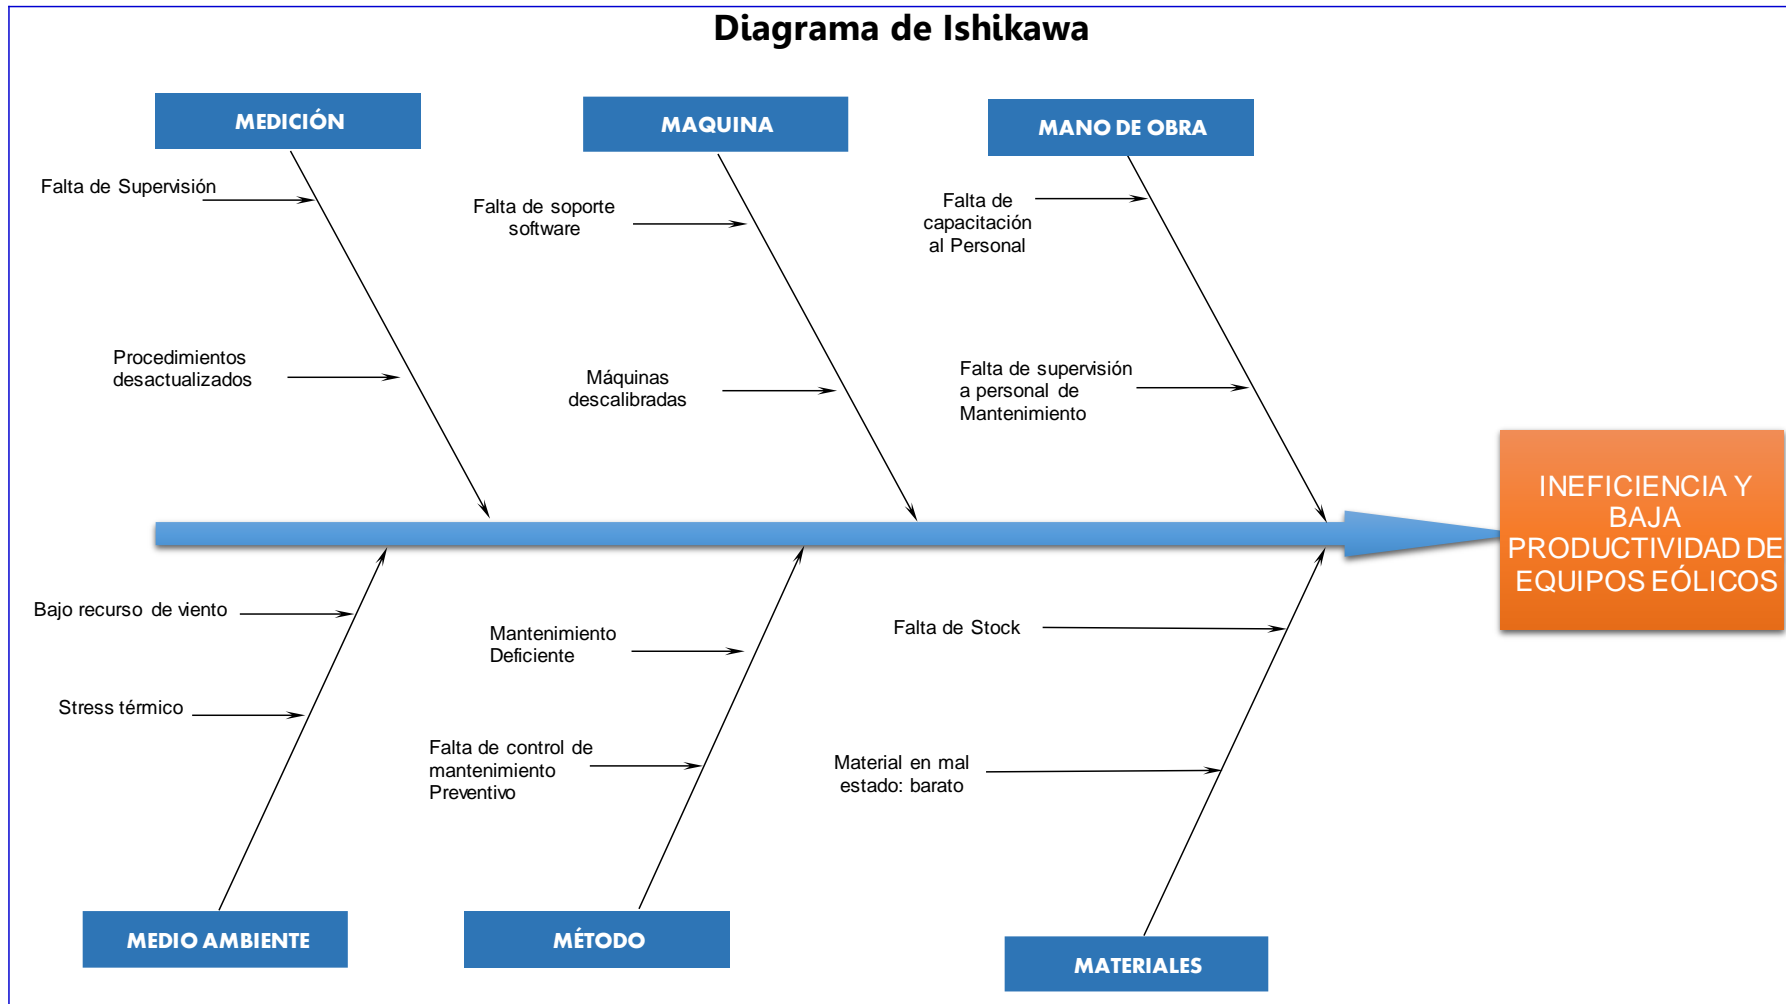 Diagrama de Ishikawa
MEDICIÓN
MAQUINA
MANO DE OBRA
Falta de Supervisión
Falta de soporte
software
Falta de
capacitación
al Personal
Procedimientos
desactualizados
Máquinas
descalibradas
Falta de supervisión
a personal de
Mantenimiento
INEFICIENCIA Y
BAJA
PRODUCTIVIDAD DE
EQUIPOS EÓLICOS
Bajo recurso de viento
Stress térmico
Mantenimiento
Deficiente
Falta de control de
mantenimiento
Preventivo
Falta de Stock
Material en mal
estado: barato
MEDIO AMBIENTE
MÉTODO
MATERIALES